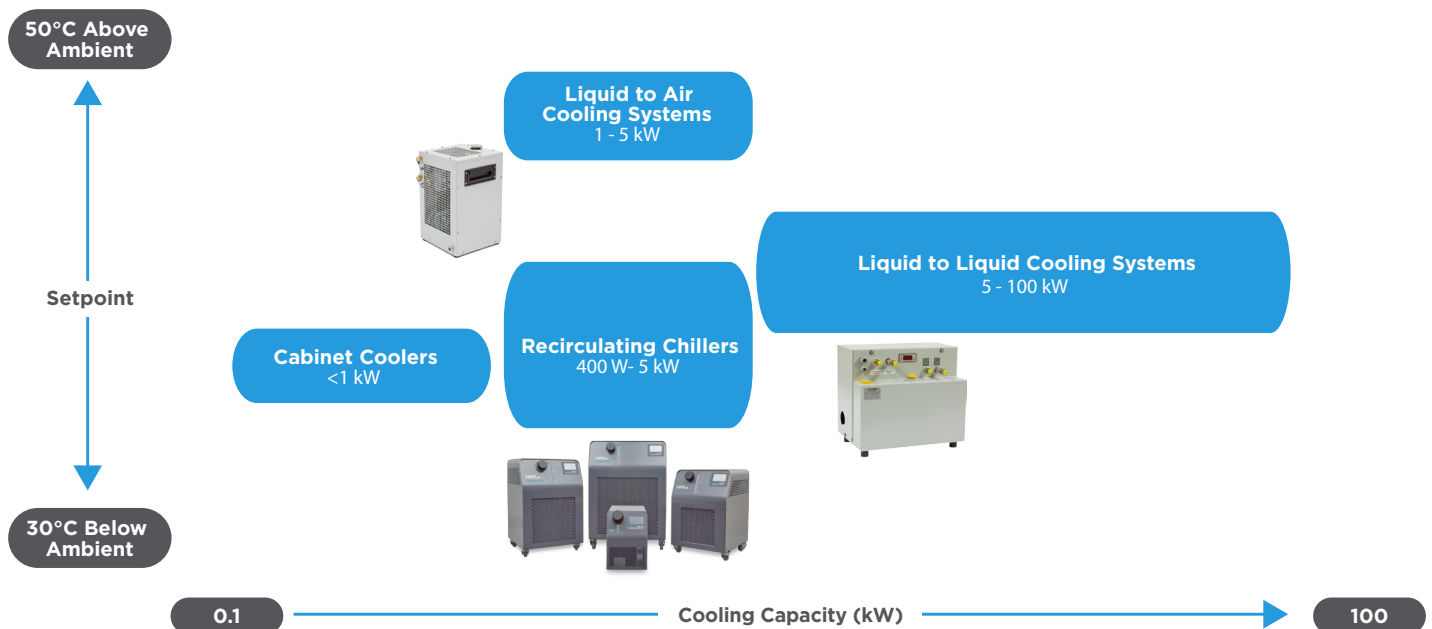 50°C Above
Ambient
Liquid to Air
Cooling Systems
1 - 5 kW
Liquid to Liquid Cooling Systems
5 - 100 kW
Setpoint
Cabinet Coolers
<1 kW
Recirculating Chillers
400 W- 5 kW
30°C Below
Ambient
0.1
Cooling Capacity (kW)
100